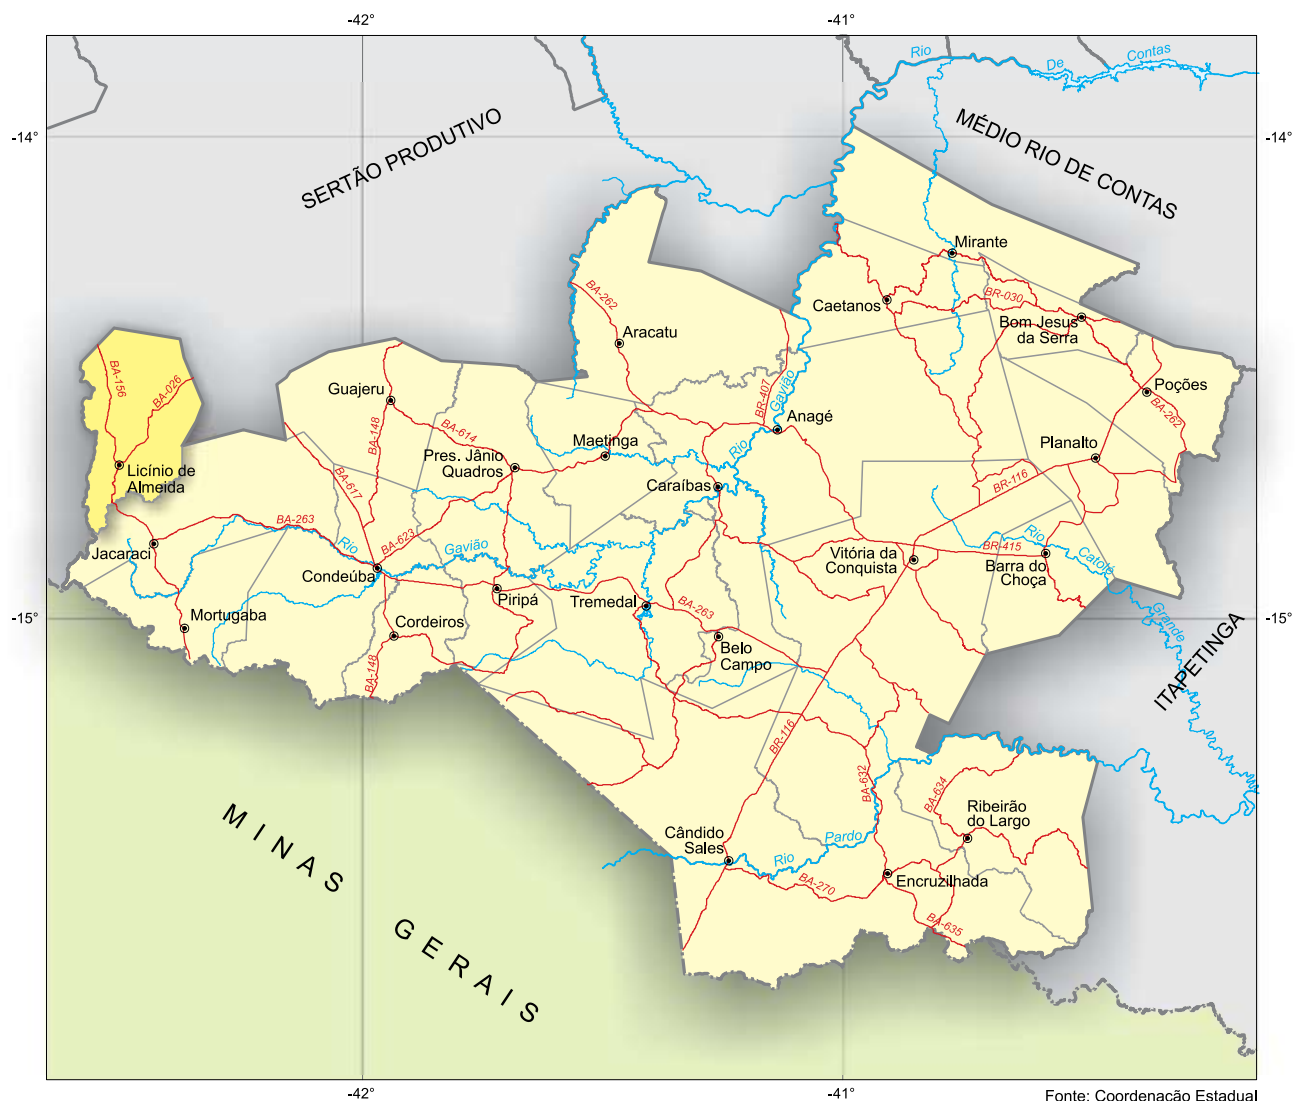 -42°
-41°
Rio
De
Contas
-14°
-14°
SERTÃO PRODUTIVO
MÉDIO RIO DE CONTAS
Mirante
BA-262
BR-030
Caetanos
Bom Jesus
da Serra
Aracatu
BA-156
BA-026
Guajeru
BR-407
Gavião
Poções
BA-262
Anagé
BA-148
BA-614
Maetinga
Rio
Planalto
Licínio de
Almeida
Pres. Jânio
Quadros
BA-617
Caraíbas
BR-116
BA-263
Rio
BA-623
Gavião
Jacaraci
Condeúba
Vitória da
Conquista
BR-415
Rio
Catolé
Barra do
Choça
Grande
Piripá
Tremedal
BA-263
Mortugaba
Cordeiros
-15°
-15°
Belo
Campo
BA-148
ITAPETINGA
BR-116
BA-632
BA-634
Ribeirão
do Largo
MINAS GERAIS
Cândido
Sales
Rio
Pardo
BA-270
Encruzilhada
BA-635
-42°
-41°
Fonte: Coordenação Estadual